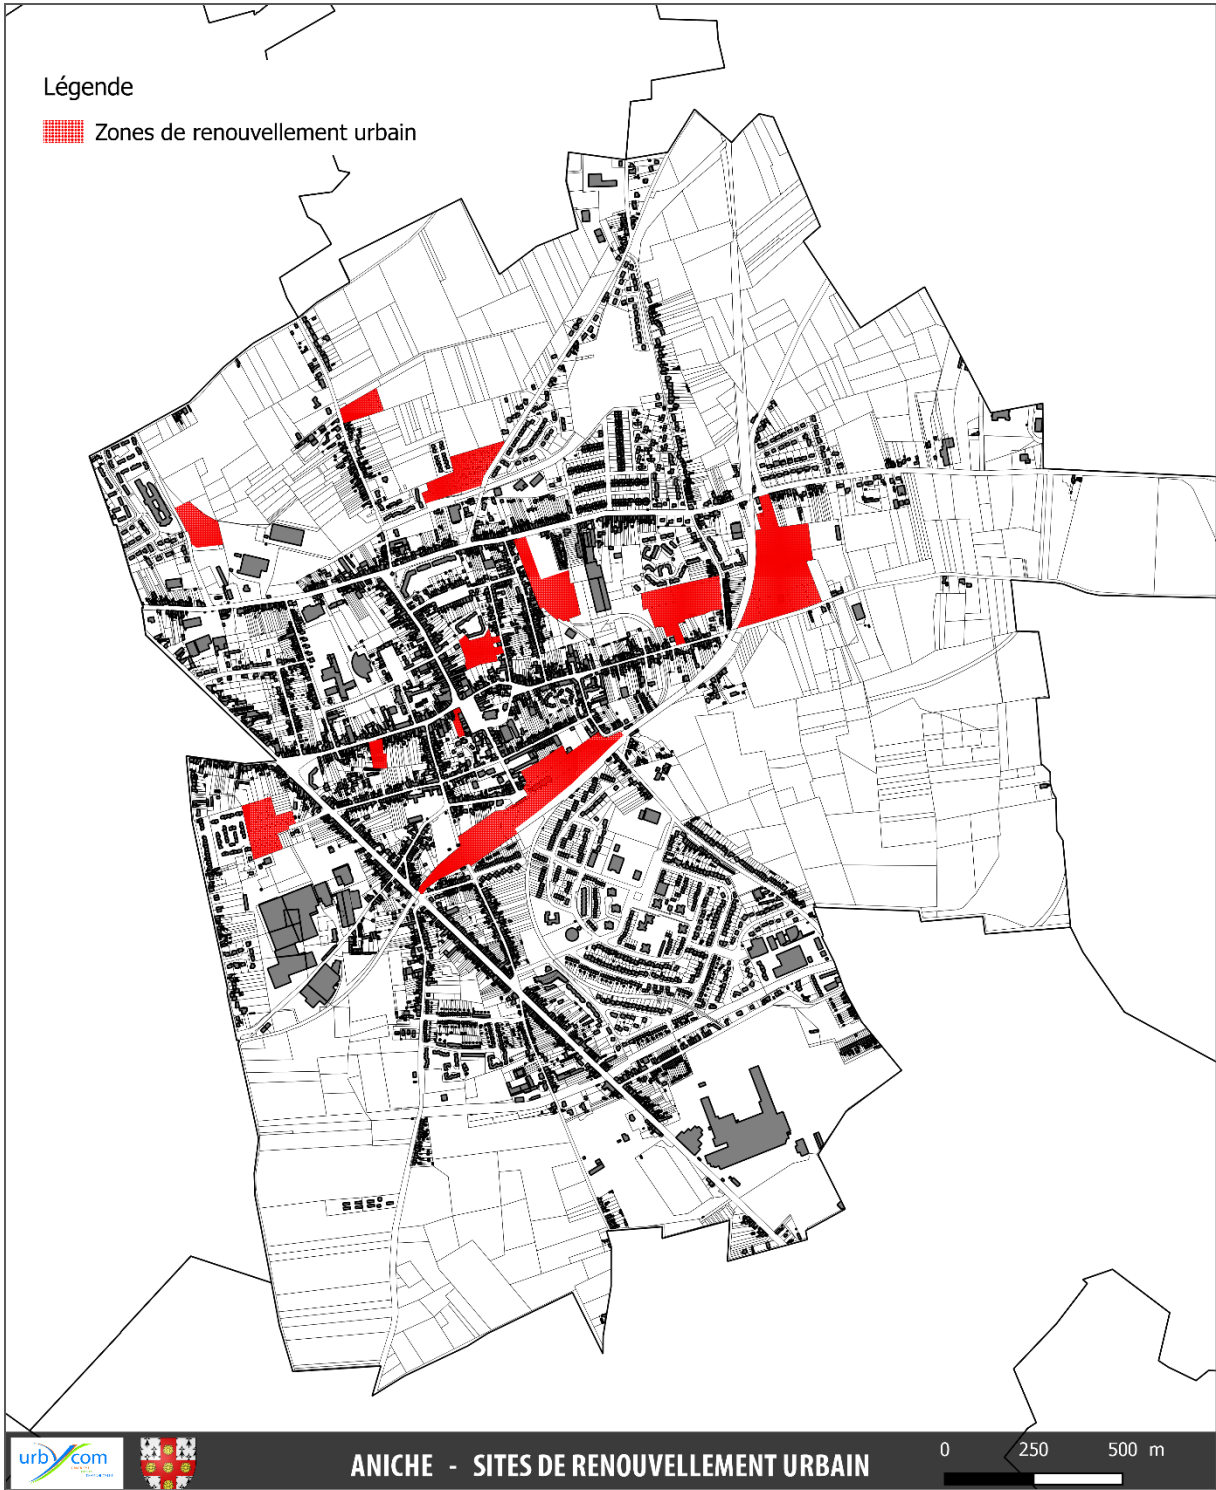 Légende
Zones de renouvellement urbain
urbycom
ANICHE - SITES DE RENOUVELLEMENT URBAIN
0 250 500 m